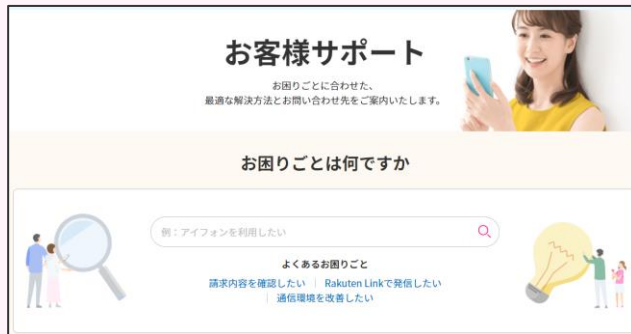 お客様サポート
お困りごとに合わせた、
最適な解決方法とお問い合わせ先をご案内いたします。
お困りごとは何ですか
例：アイフォンを利用したい
よくあるお困りごと
請求内容を確認したい | Rakuten Linkで発信したい
| 通信環境を改善したい